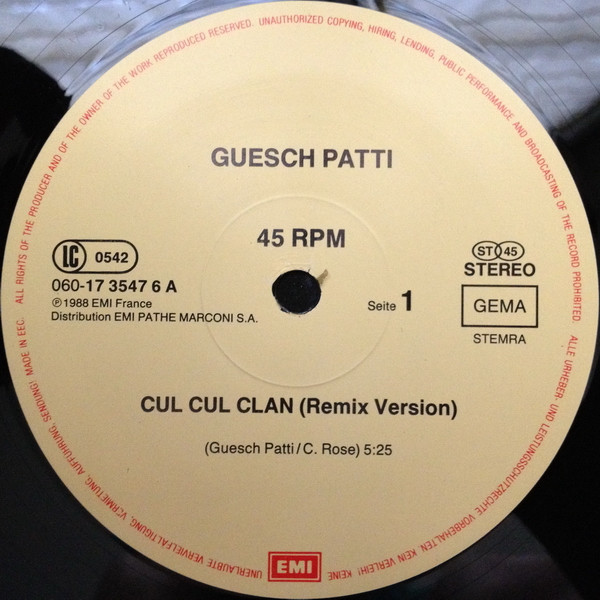 ALL RIGHTS OF THE PRODUCER AND OF THE OWNER OF THE WORK REPRODUCED RESERVED. UNAUTHORIZED COPYING, HIRING, LENDING, PUBLIC PERFORMANCE AND BROADCASTING OF THE RECORD PROHIBITED.
GUESCH PATTI
45 RPM
LC 0542
060-17 3547 6 A
℗1988 EMI France
Distribution EMI PATHE MARCONI S.A.
Seite 1
ST 45
STEREO
GEMA
STEMRA
CUL CUL CLAN (Remix Version)
(Guesch Patti/C. Rose) 5:25
EMI
ALLE URHEBER- UND LEISTUNGSSCHUTZRECHTE VORBEHALTEN. KEIN VERLEIH! KEINE UNERLAUBTE VERVIELFÄLTIGUNG, VERMIETUNG, AUFFÜHRUNG, SENDUNG! MADE IN EEC.